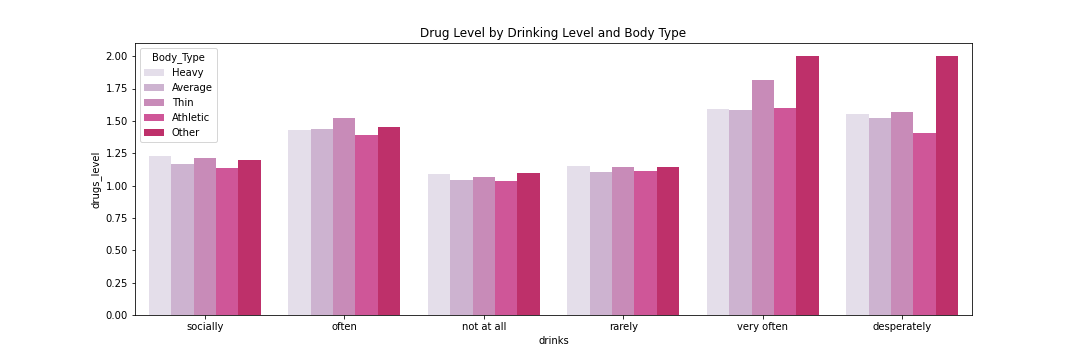 Drug Level by Drinking Level and Body Type
Body_Type
Heavy
Average
Thin
Athletic
Other
drugs_level
2.00
1.75
1.50
1.25
1.00
0.75
0.50
0.25
0.00
socially often not at all rarely very often desperately
drinks